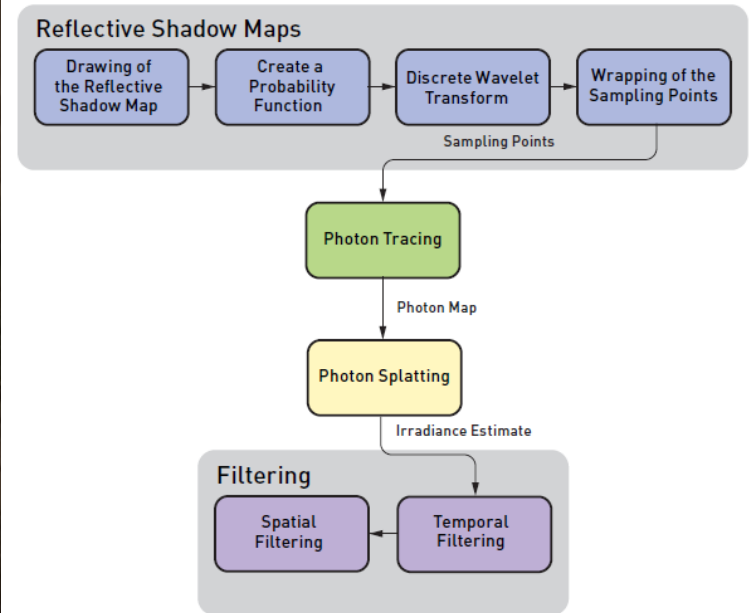 Reflective Shadow Maps
Drawing of
the Reflective
Shadow Map
Create a
Probability
Function
Discrete Wavelet
Transform
Wrapping of the
Sampling Points
Sampling Points
Photon Tracing
Photon Map
Photon Splatting
Irradiance Estimate
Filtering
Spatial
Filtering
Temporal
Filtering